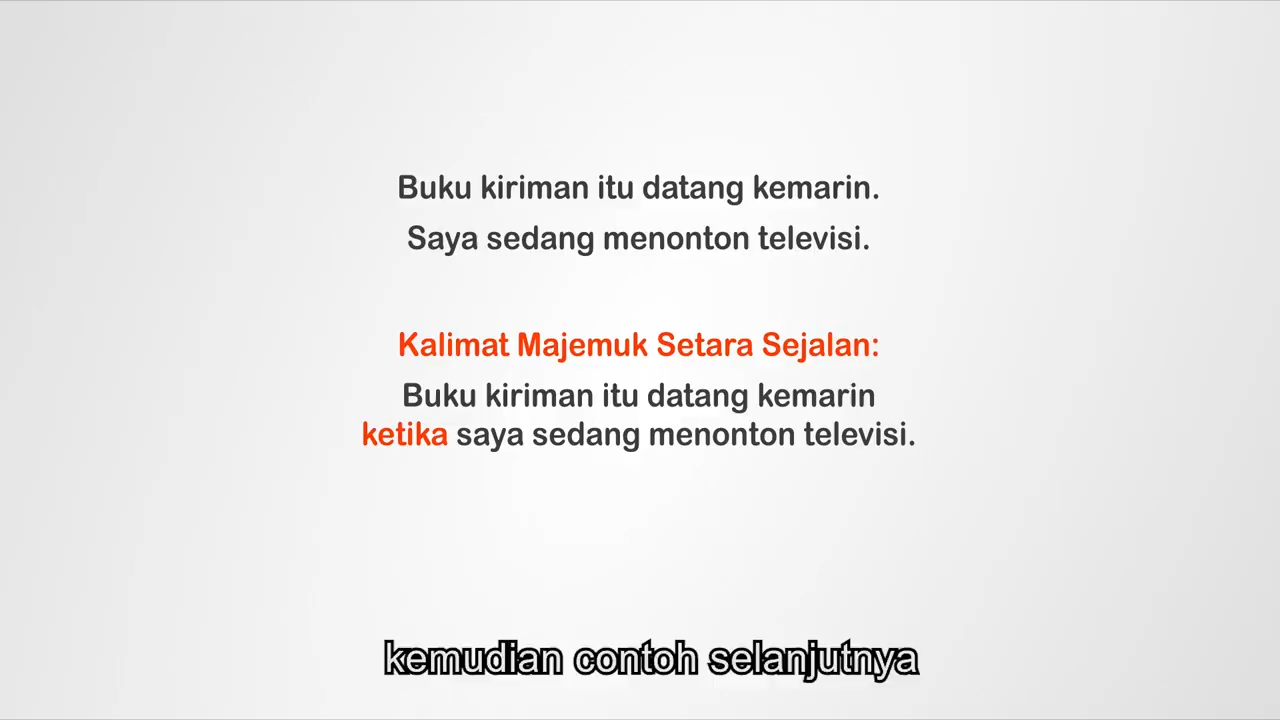 Buku kiriman itu datang kemarin.
Saya sedang menonton televisi.
Kalimat Majemuk Setara Sejalan:
Buku kiriman itu datang kemarin
ketika saya sedang menonton televisi.
kemudian contoh selanjutnya